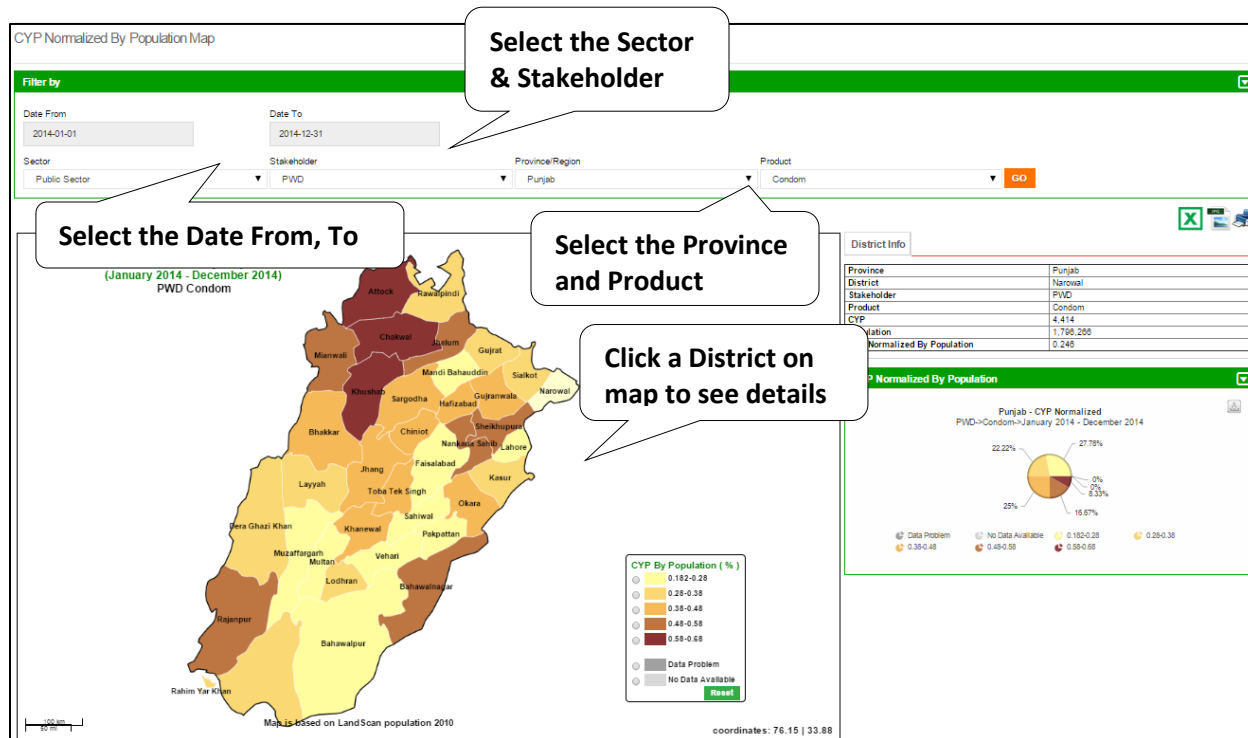 CYP Normalized By Population Map
Select the Sector
& Stakeholder
Filter by
Date From
Date To
2014-01-01
2014-12-31
Sector
Stakeholder
Province/Region
Product
Public Sector
PWD
Punjab
Condom
GO
Select the Date From, To
Select the Province
and Product
Click a District on
map to see details
(January 2014 - December 2014)
PWD Condom
Attock
Rawalpindi
Chakwal
Jhelum
Mianwali
Gujrat
Mandi Bahauddin
Sialkot
Narowal
Khushab
Sargodha
Hafizabad
Gujranwala
Bhakkar
Chiniot
Sheikhupura
Nankana Sahib
Lahore
Faisalabad
Jhang
Kasur
Layyah
Toba Tek Singh
Okara
Sahiwal
Dera Ghazi Khan
Khanewal
Pakpattan
Muzaffargarh
Multan
Vehari
Lodhran
Bahawalnagar
Rajanpur
Bahawalpur
Rahim Yar Khan
CYP By Population ( % )
0.182-0.28
0.28-0.38
0.38-0.48
0.48-0.58
0.58-0.68
Data Problem
No Data Available
Reset
100 km
50 mi
Map is based on LandScan population 2010
coordinates: 76.15 | 33.88
District Info
Province Punjab
District Narowal
Stakeholder PWD
Product Condom
CYP 4,414
ulation 1,796,266
Normalized By Population 0.246
P Normalized By Population
Punjab - CYP Normalized
PWD->Condom->January 2014 - December 2014
22.22%
27.78%
0%
0%
8.33%
25%
16.67%
Data Problem
No Data Available
0.182-0.28
0.28-0.38
0.38-0.48
0.48-0.58
0.58-0.68